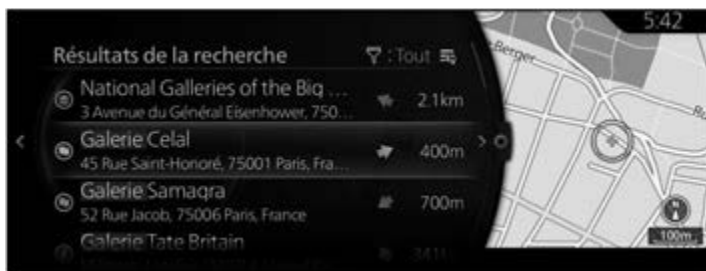 5:42
Résultats de la recherche
: Tout
National Galleries of the Big ...
3 Avenue du Général Eisenhower, 750...
2.1km
Galerie Celal
45 Rue Saint-Honoré, 75001 Paris, Fra...
400m
Galerie Samagra
52 Rue Jacob, 75006 Paris, France
700m
Galerie Tate Britain
Berger
100m